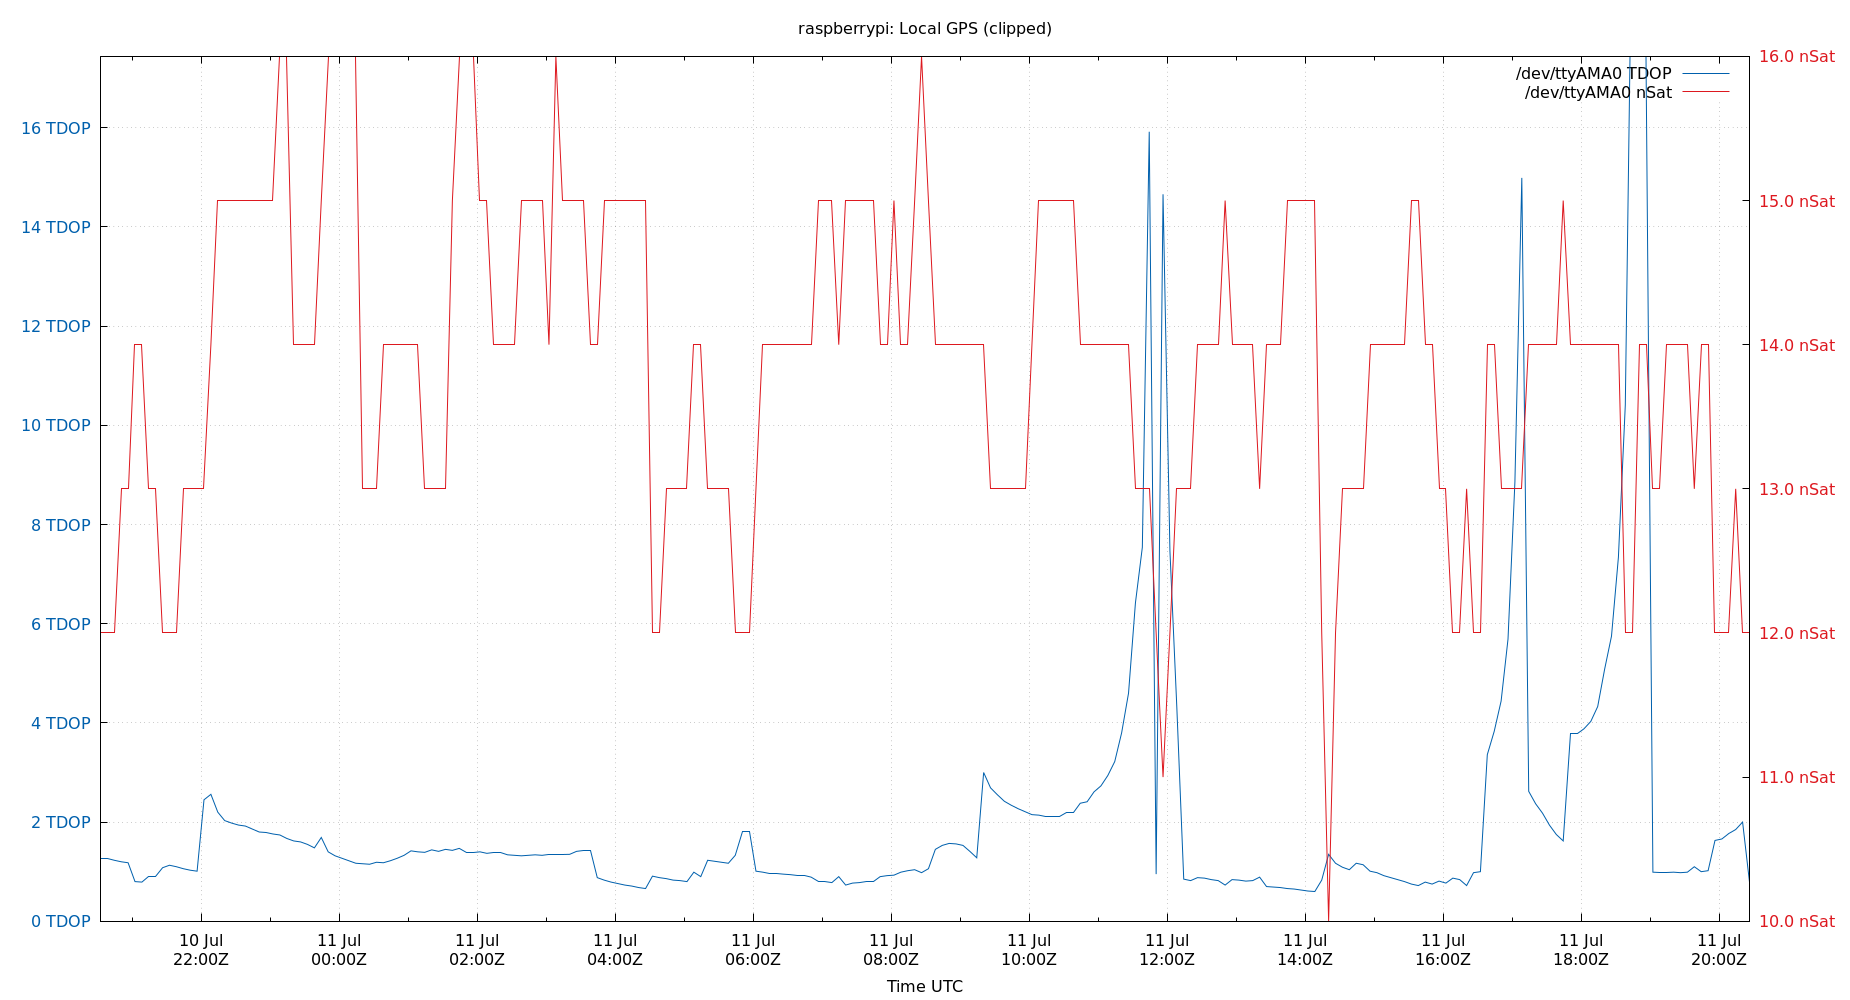 raspberrypi: Local GPS (clipped)
/dev/ttyAMA0 TDOP
/dev/ttyAMA0 nSat
16 TDOP
14 TDOP
12 TDOP
10 TDOP
8 TDOP
6 TDOP
4 TDOP
2 TDOP
0 TDOP
16.0 nSat
15.0 nSat
14.0 nSat
13.0 nSat
12.0 nSat
11.0 nSat
10.0 nSat
10 Jul
22:00Z
11 Jul
00:00Z
11 Jul
02:00Z
11 Jul
04:00Z
11 Jul
06:00Z
11 Jul
08:00Z
11 Jul
10:00Z
11 Jul
12:00Z
11 Jul
14:00Z
11 Jul
16:00Z
11 Jul
18:00Z
11 Jul
20:00Z
Time UTC